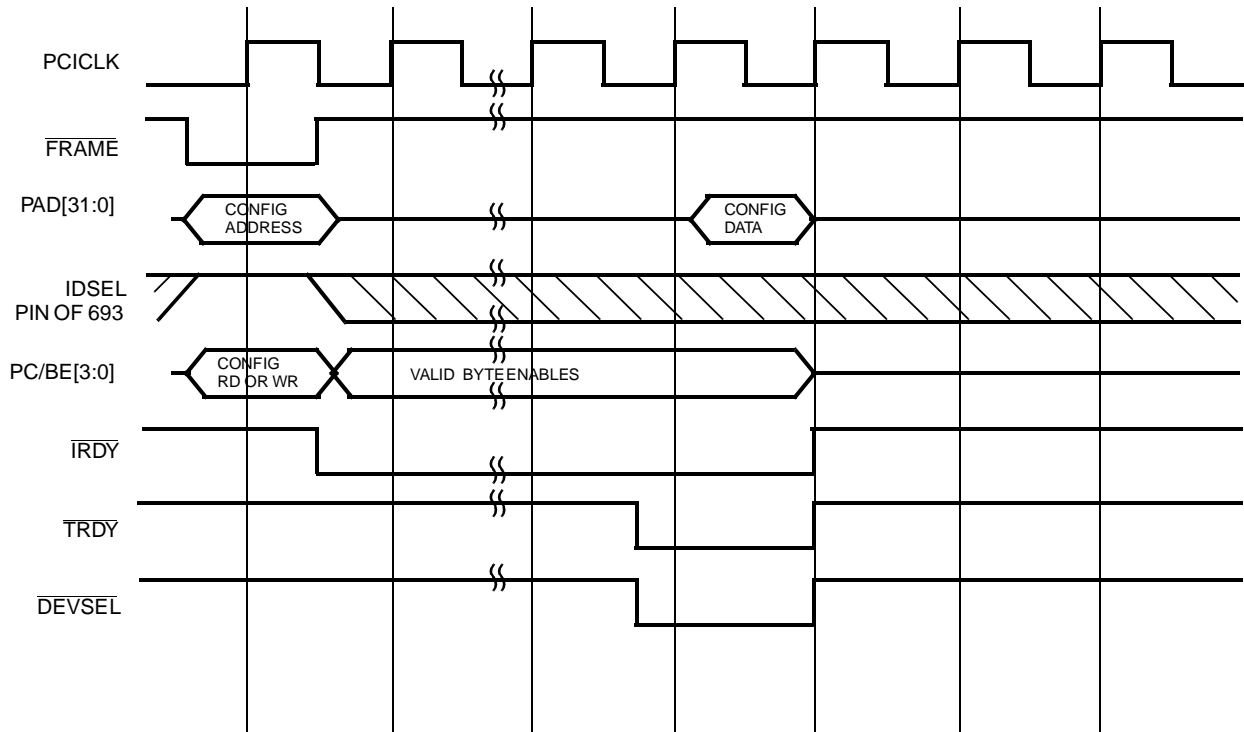 PCICLK
FRAME
PAD[31:0]
CONFIG
ADDRESS
CONFIG
DATA
IDSEL
PIN OF 693
PC/BE[3:0]
CONFIG
RD OR WR
VALID BYTE ENABLES
IRDY
TRDY
DEVSEL